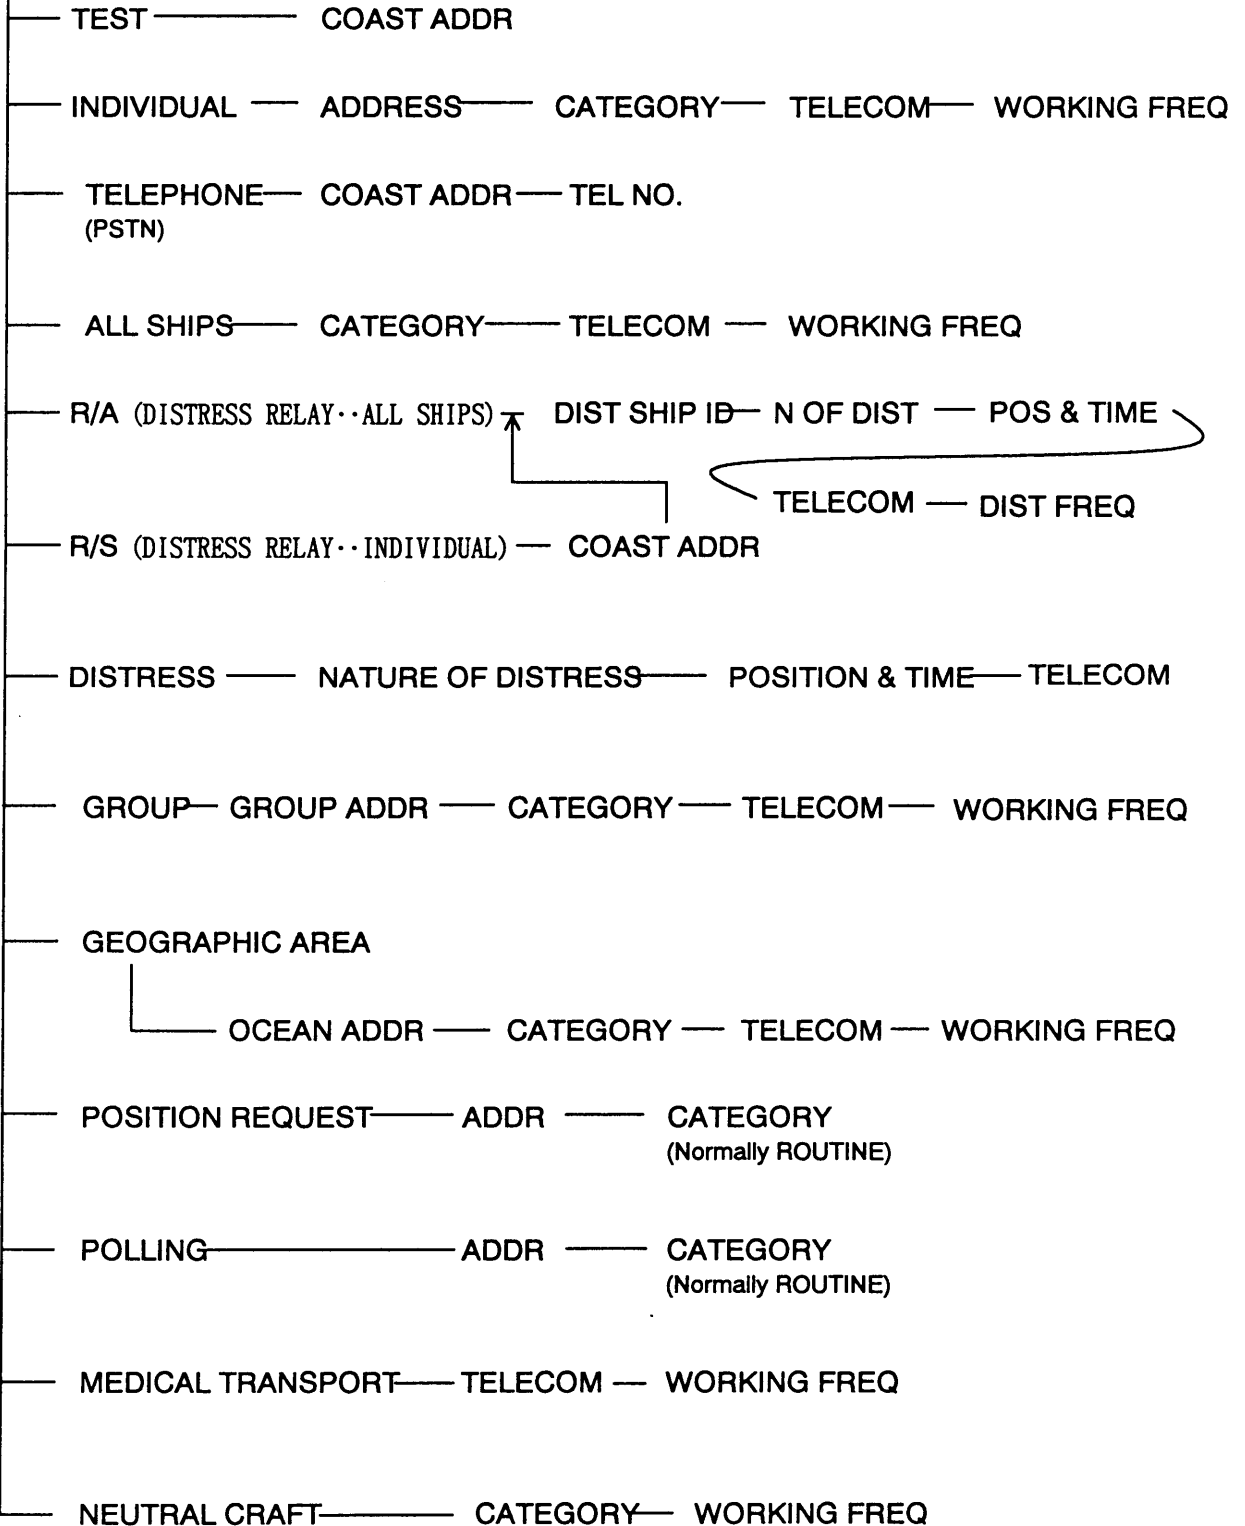 TEST COAST ADDR
INDIVIDUAL ADDRESS CATEGORY TELECOM WORKING FREQ
TELEPHONE COAST ADDR TEL NO.
(PSTN)
ALL SHIPS CATEGORY TELECOM WORKING FREQ
R/A (DISTRESS RELAY··ALL SHIPS) DIST SHIP ID N OF DIST POS & TIME
TELECOM DIST FREQ
R/S (DISTRESS RELAY··INDIVIDUAL) COAST ADDR
DISTRESS NATURE OF DISTRESS POSITION & TIME TELECOM
GROUP GROUP ADDR CATEGORY TELECOM WORKING FREQ
GEOGRAPHIC AREA
OCEAN ADDR CATEGORY TELECOM WORKING FREQ
POSITION REQUEST ADDR CATEGORY
(Normally ROUTINE)
POLLING ADDR CATEGORY
(Normally ROUTINE)
MEDICAL TRANSPORT TELECOM WORKING FREQ
NEUTRAL CRAFT CATEGORY WORKING FREQ